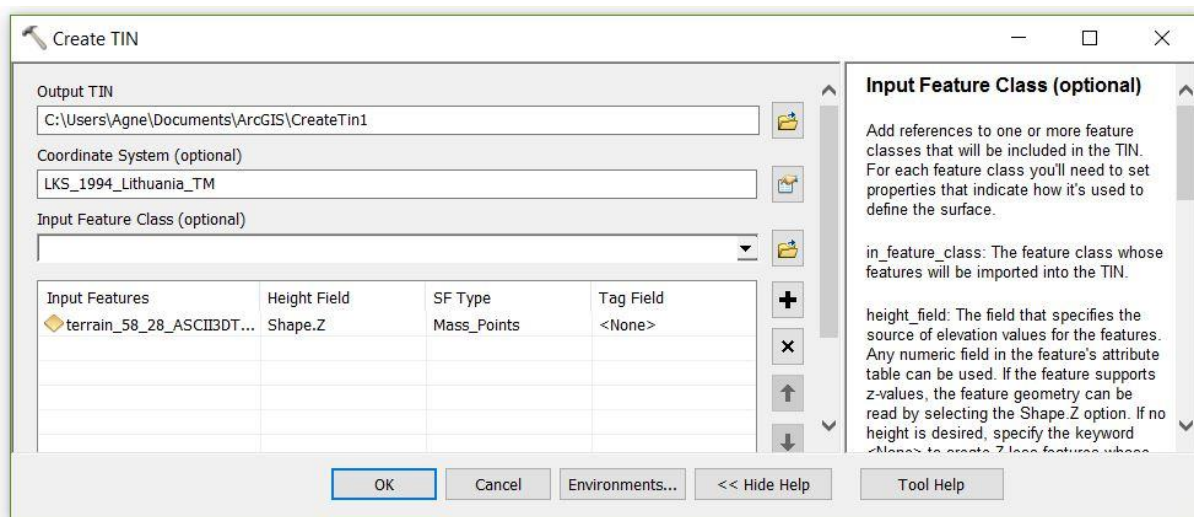 Create TIN
Output TIN
C:\Users\Agne\Documents\ArcGIS\CreateTin1
Coordinate System (optional)
LKS_1994_Lithuania_TM
Input Feature Class (optional)
Input Features Height Field SF Type Tag Field
terrain_58_28_ASCII3DT... Shape.Z Mass_Points <None>
OK Cancel Environments... << Hide Help Tool Help
Input Feature Class (optional)
Add references to one or more feature
classes that will be included in the TIN.
For each feature class you'll need to set
properties that indicate how it's used to
define the surface.
in_feature_class: The feature class whose
features will be imported into the TIN.
height_field: The field that specifies the
source of elevation values for the features.
Any numeric field in the feature's attribute
table can be used. If the feature supports
z-values, the feature geometry can be
read by selecting the Shape.Z option. If no
height is desired, specify the keyword